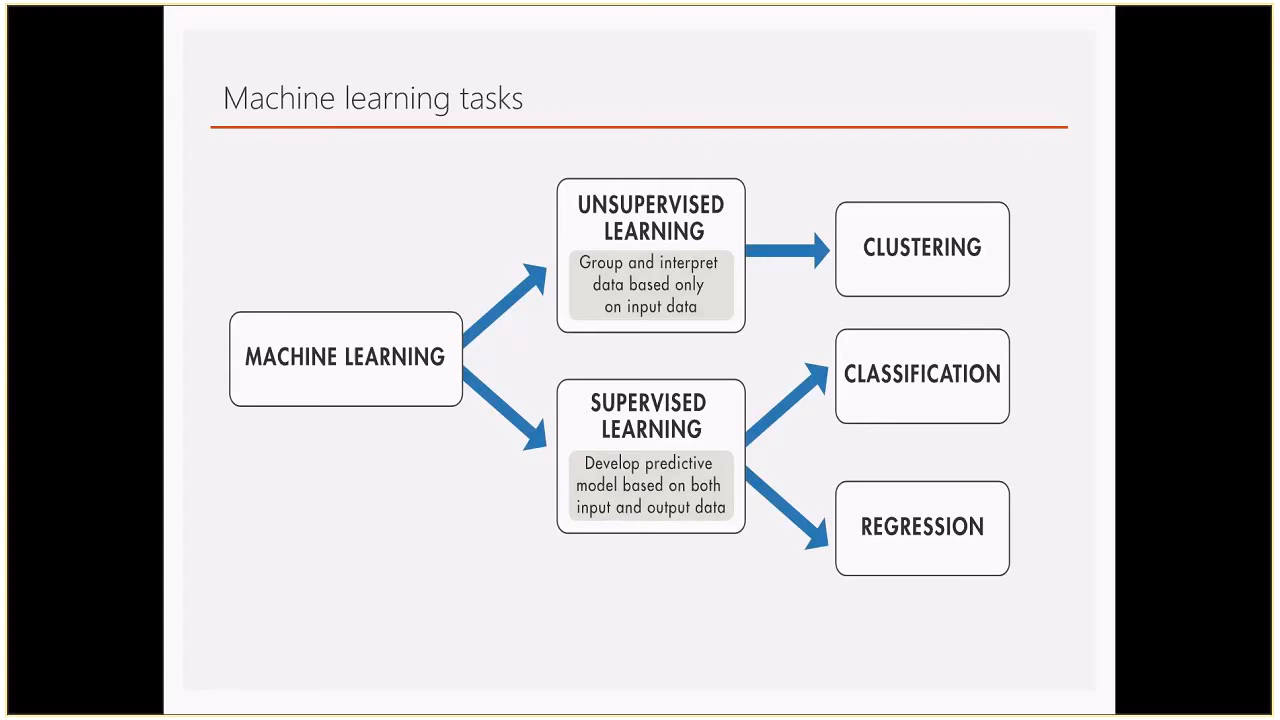 Machine learning tasks
MACHINE LEARNING
UNSUPERVISED
LEARNING
Group and interpret
data based only
on input data
CLUSTERING
SUPERVISED
LEARNING
Develop predictive
model based on both
input and output data
CLASSIFICATION
REGRESSION